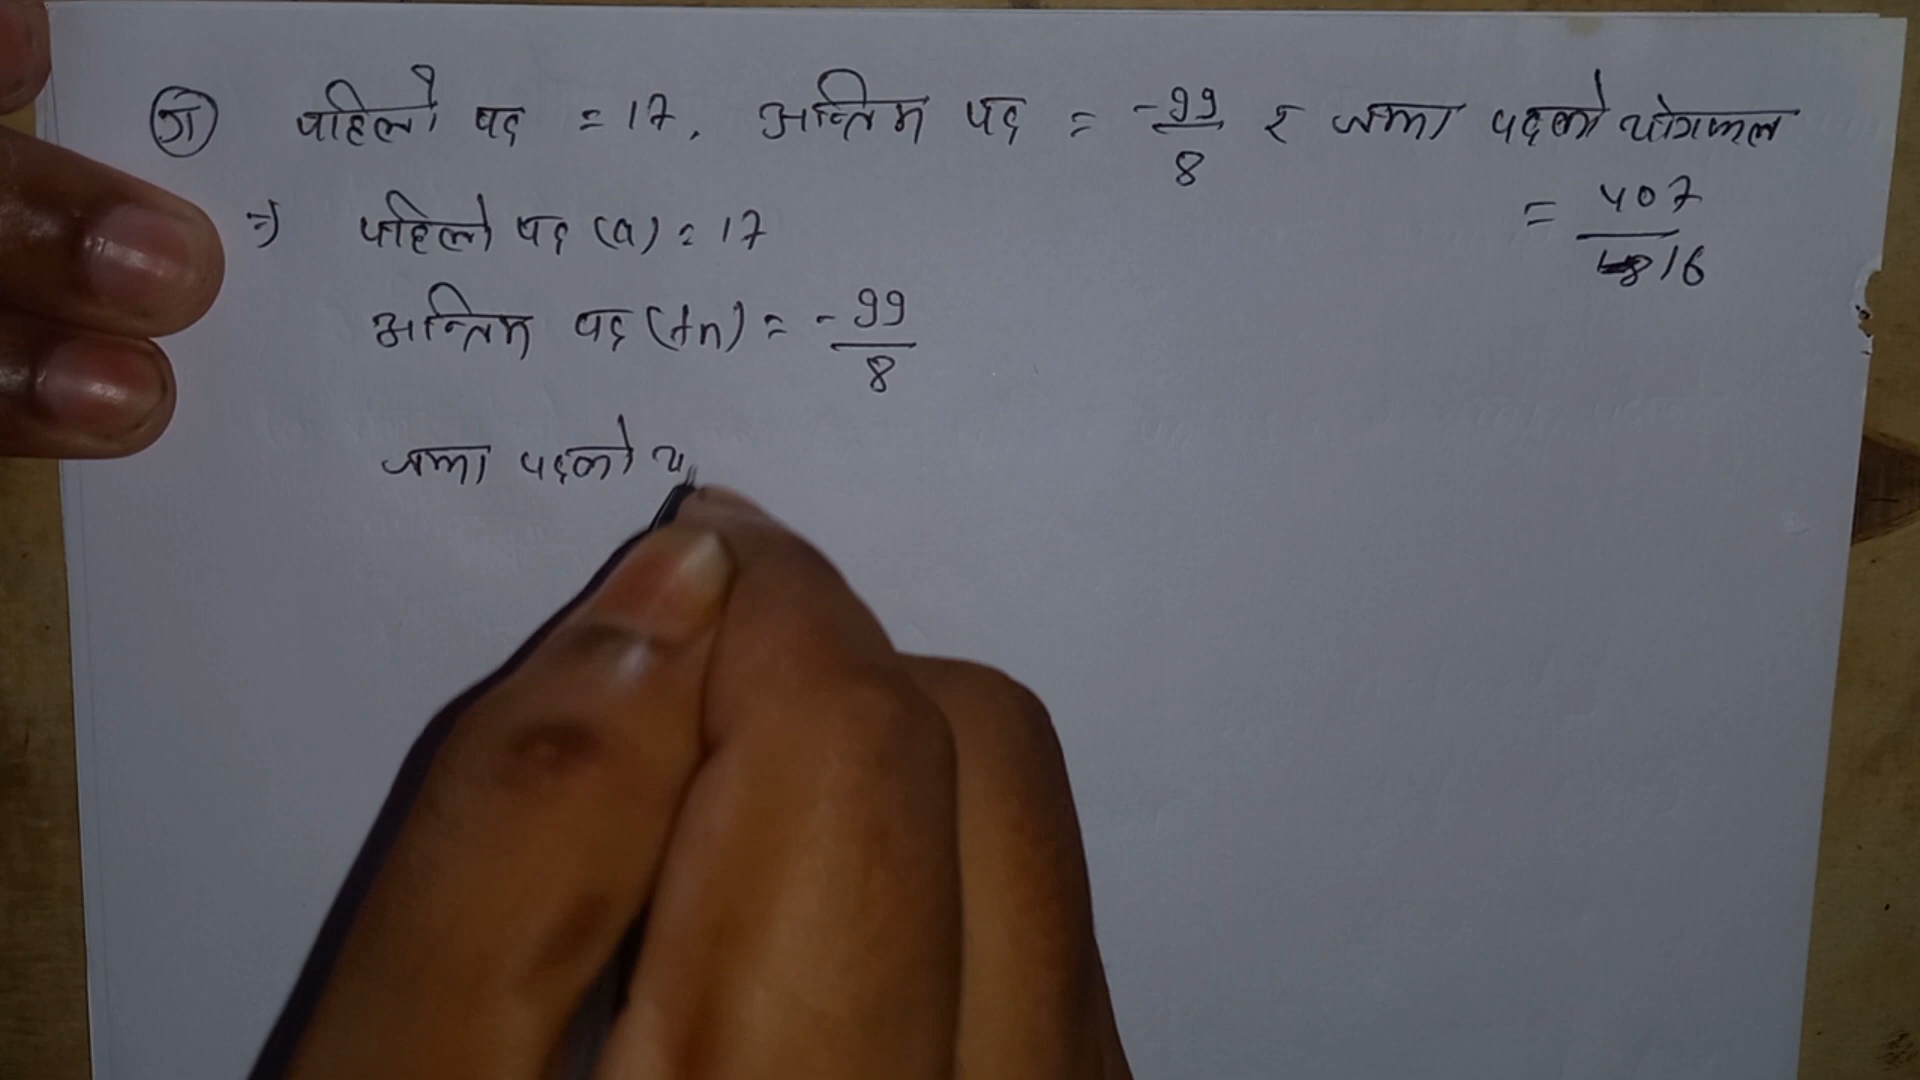 ज पहिलो पद = 17, अन्तिम पद = -99/8 र जम्मा पदको योगफल
= 407/16
=) पहिलो पद (a) = 17
अन्तिम पद (tn) = -99/8
जम्मा पदको य